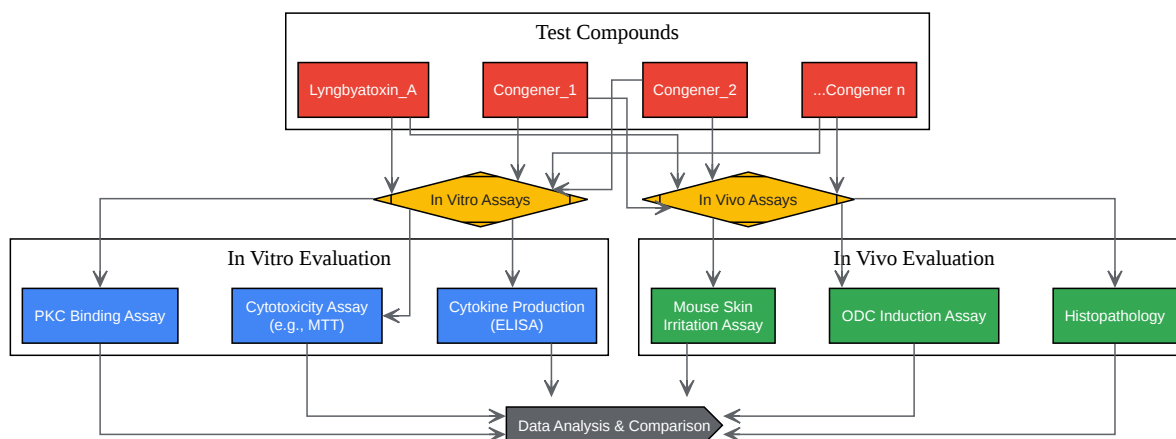 Test Compounds
Lyngbyatoxin_A
Congener_1
Congener_2
...Congener n
In Vitro Assays
In Vivo Assays
In Vitro Evaluation
In Vivo Evaluation
PKC Binding Assay
Cytotoxicity Assay
(e.g., MTT)
Cytokine Production
(ELISA)
Mouse Skin
Irritation Assay
ODC Induction Assay
Histopathology
Data Analysis & Comparison